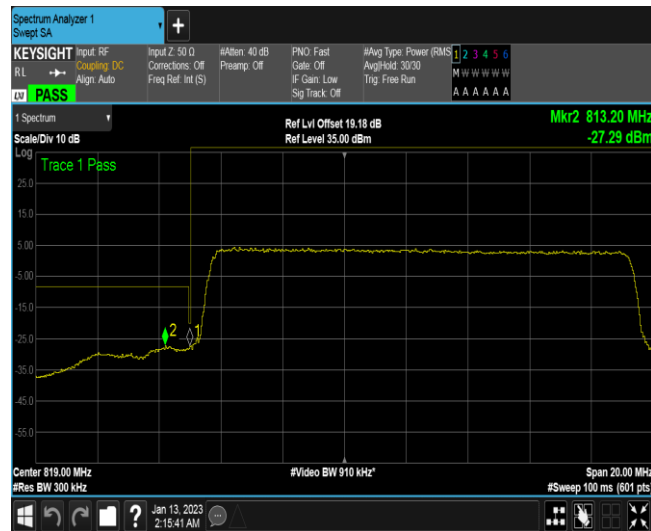 Spectrum Analyzer 1
Swept SA
KEYSIGHT
RL
LXI PASS
Input: RF
Coupling: DC
Align: Auto
Input Z: 50 Ω
Corrections: Off
Freq Ref: Int (S)
#Atten: 40 dB
Preamp: Off
PNO: Fast
Gate: Off
IF Gain: Low
Sig Track: Off
#Avg Type: Power (RMS
Avg|Hold: 30/30
Trig: Free Run
1 2 3 4 5 6
M W W W W W
A A A A A A
1 Spectrum
Scale/Div 10 dB
Ref Lvl Offset 19.18 dB
Ref Level 35.00 dBm
Mkr2 813.20 MHz
-27.29 dBm
Log
Trace 1 Pass
25.0
15.0
5.00
-5.00
-15.0
-25.0
2 1
-35.0
-45.0
-55.0
Center 819.00 MHz
#Res BW 300 kHz
#Video BW 910 kHz*
Span 20.00 MHz
#Sweep 100 ms (601 pts)
?
Jan 13, 2023
2:15:41 AM